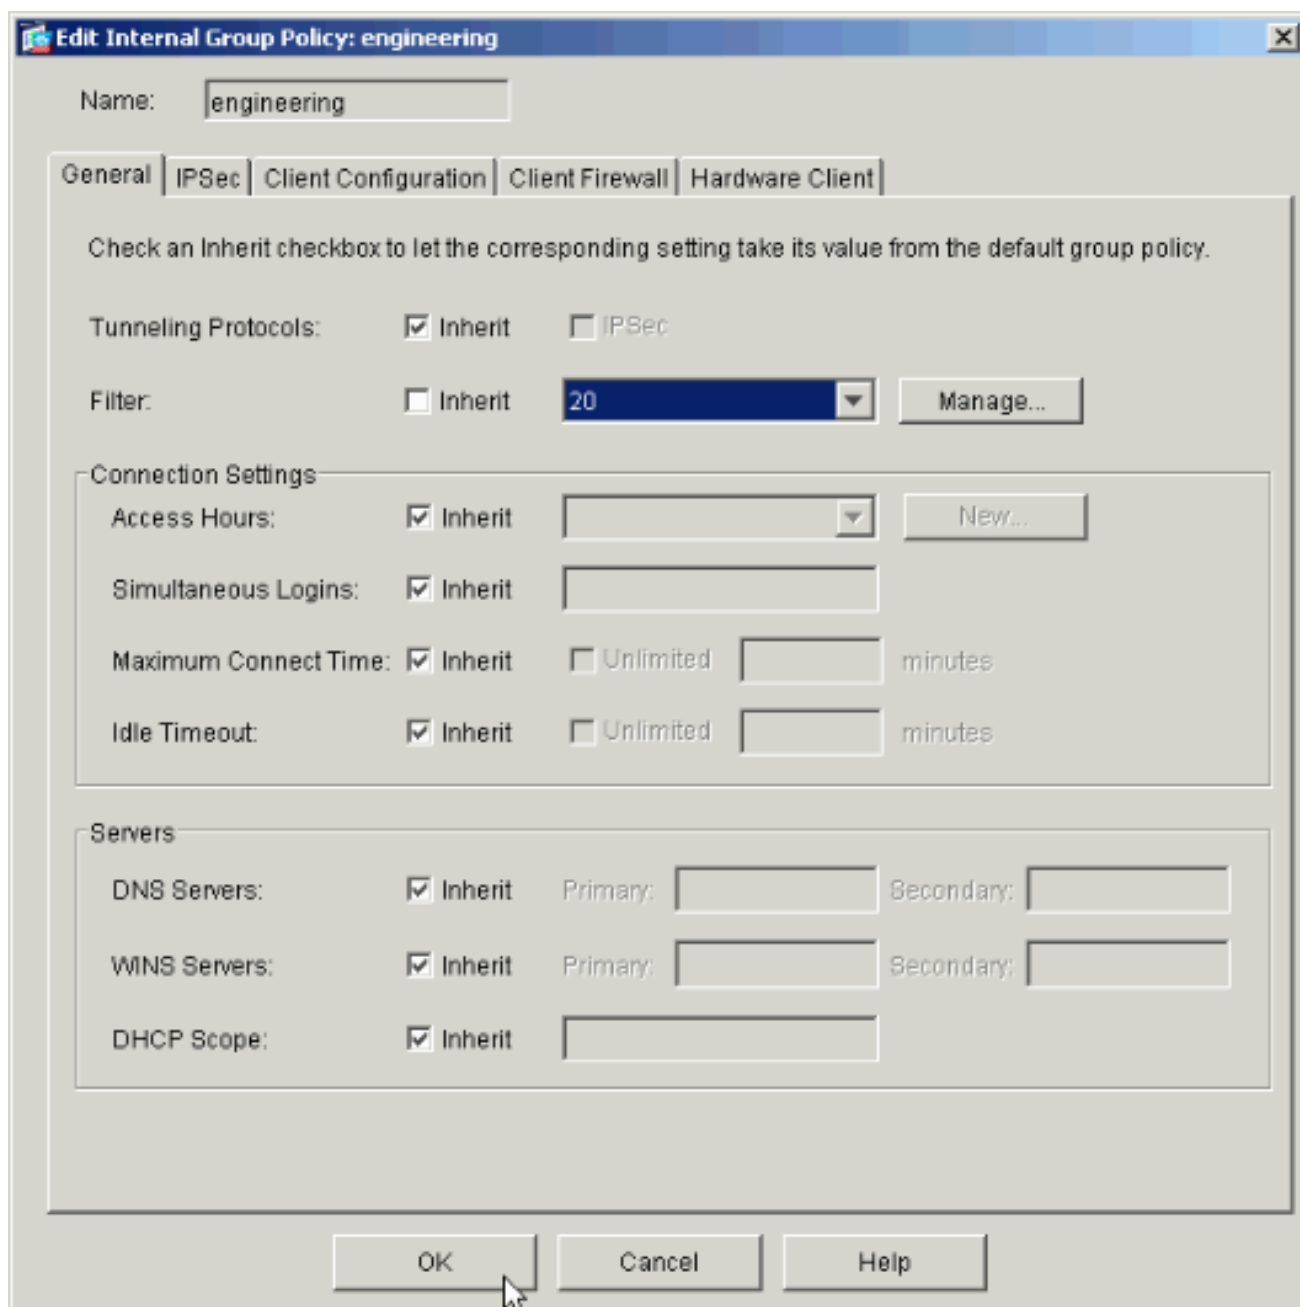 Edit Internal Group Policy: engineering
Name: engineering
General IPSec Client Configuration Client Firewall Hardware Client
Check an Inherit checkbox to let the corresponding setting take its value from the default group policy.
Tunneling Protocols: Inherit IPSec
Filter: Inherit 20 Manage...
Connection Settings
Access Hours: Inherit New...
Simultaneous Logins: Inherit
Maximum Connect Time: Inherit Unlimited minutes
Idle Timeout: Inherit Unlimited minutes
Servers
DNS Servers: Inherit Primary: Secondary:
WINS Servers: Inherit Primary: Secondary:
DHCP Scope: Inherit
OK Cancel Help